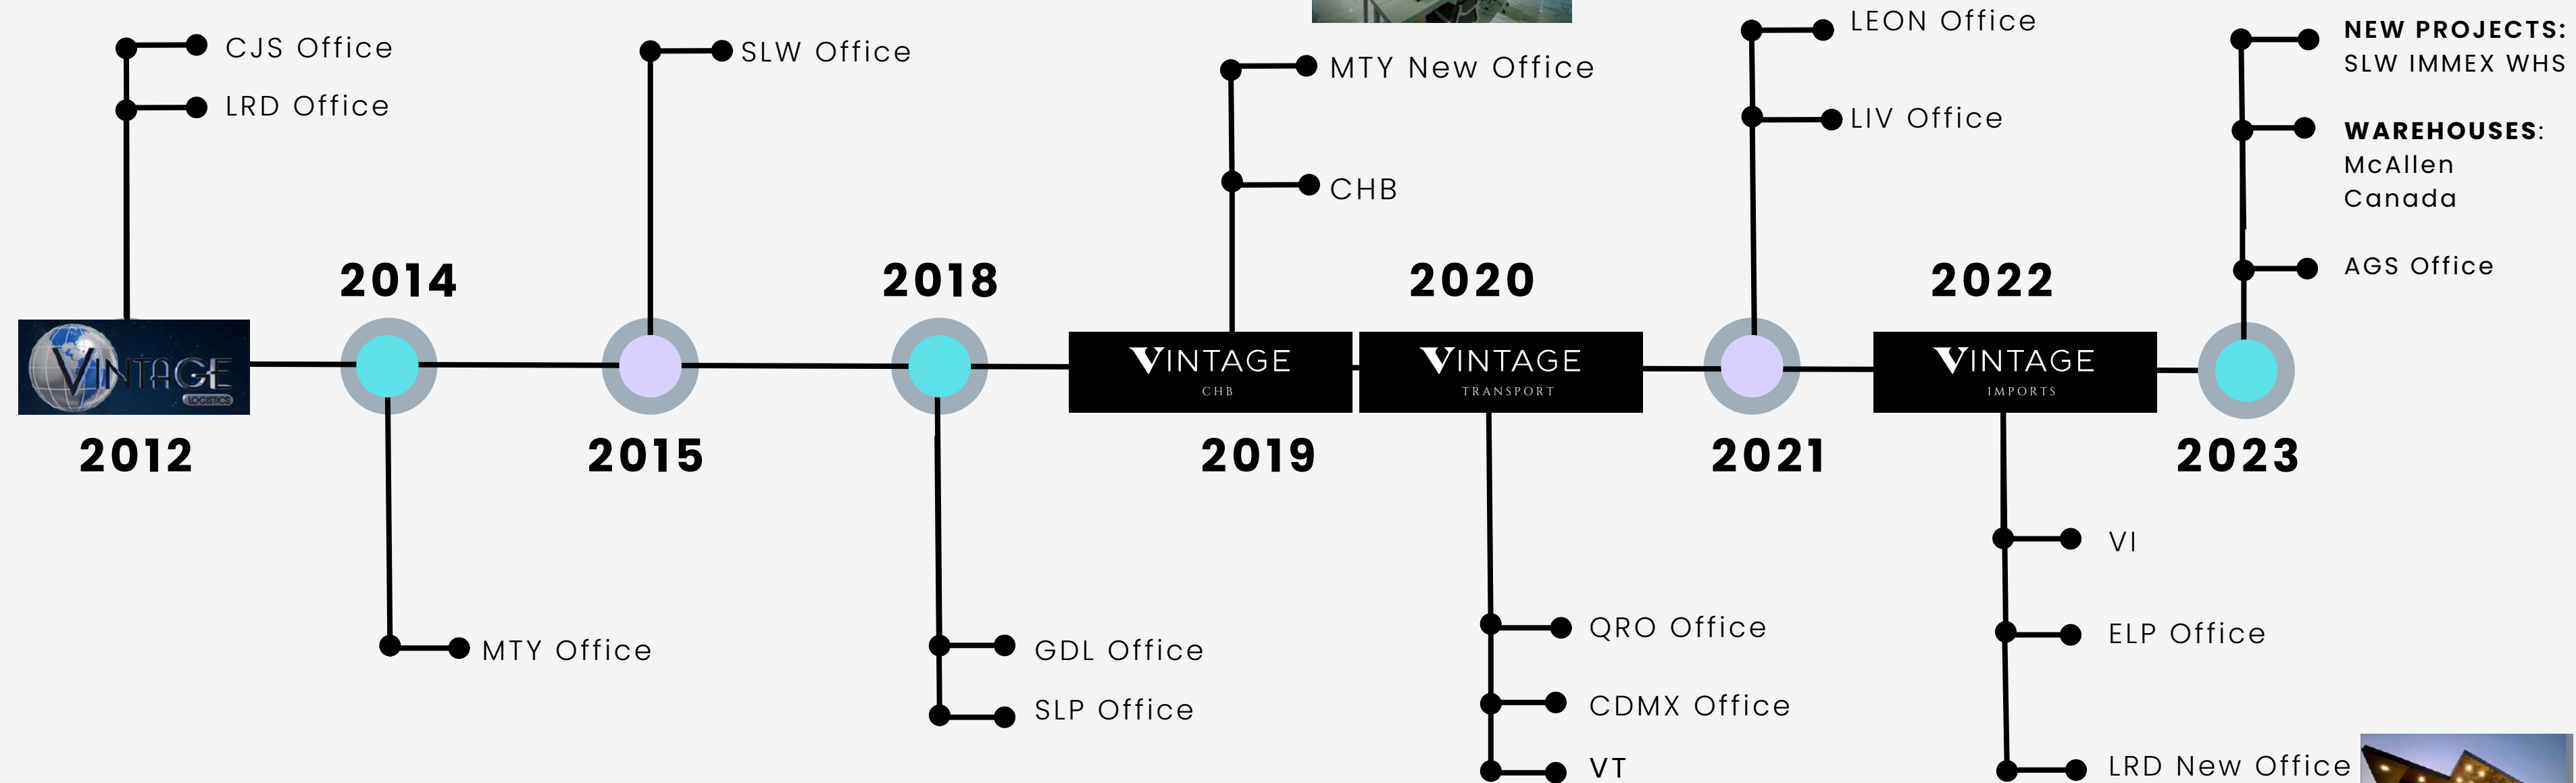 CJS Office
LRD Office
VINTAGE
LOGISTICS
2012
2014
MTY Office
SLW Office
2015
2018
GDL Office
SLP Office
MTY New Office
CHB
VINTAGE
CHB
2019
2020
VINTAGE
TRANSPORT
QRO Office
CDMX Office
VT
LEON Office
LIV Office
2021
2022
VINTAGE
IMPORTS
VI
ELP Office
LRD New Office
NEW PROJECTS:
SLW IMMEX WHS
WAREHOUSES:
McAllen
Canada
AGS Office
2023